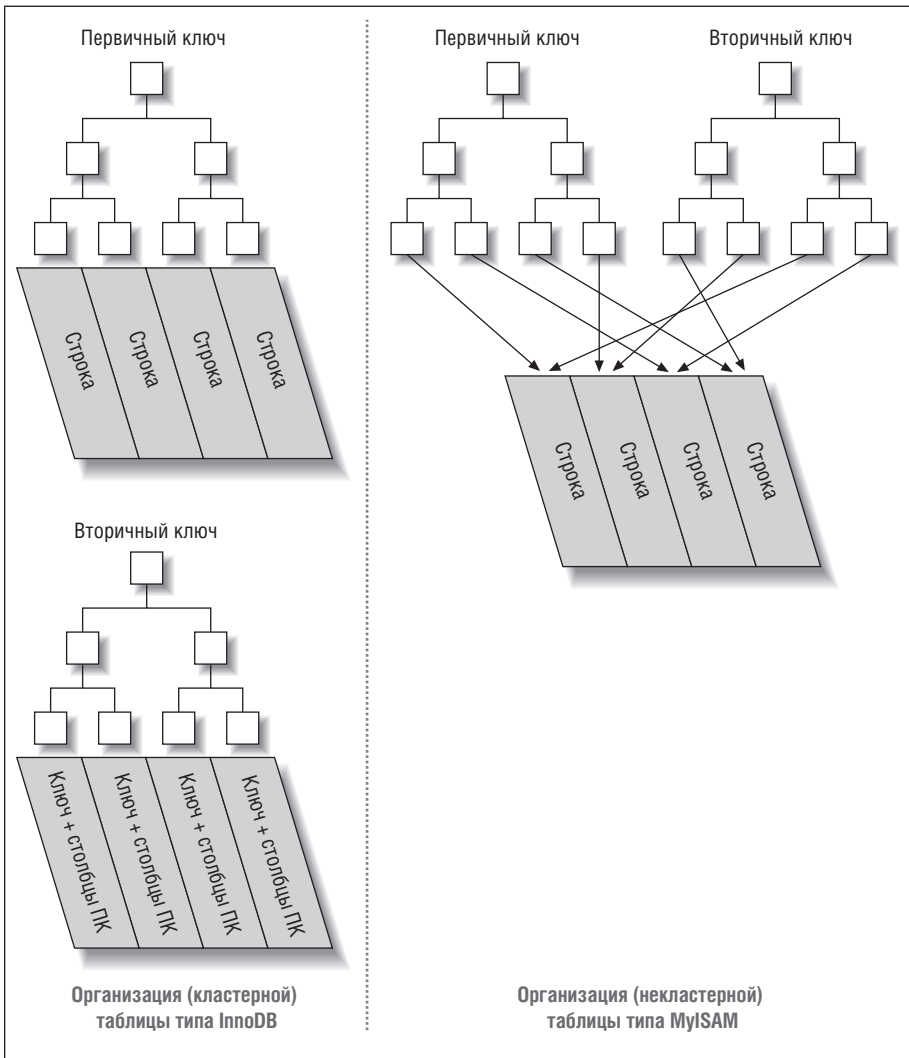 Первичный ключ
Строка
Строка
Строка
Строка
Вторичный ключ
Ключ + столбцы ПК
Ключ + столбцы ПК
Ключ + столбцы ПК
Ключ + столбцы ПК
Организация (кластерной)
таблицы типа InnoDB
Первичный ключ
Вторичный ключ
Строка
Строка
Строка
Строка
Организация (некластерной)
таблицы типа MyISAM